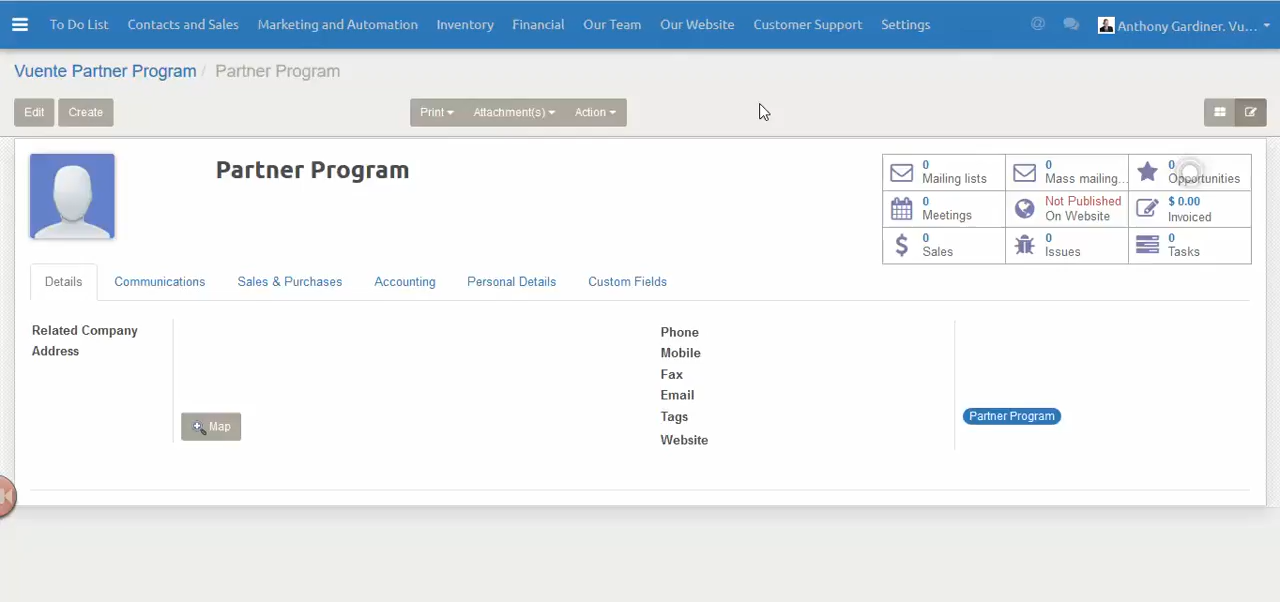 To Do List Contacts and Sales Marketing and Automation Inventory Financial Our Team Our Website Customer Support Settings @ Anthony Gardiner. Vu...
Vuente Partner Program / Partner Program
Edit Create Print Attachment(s) Action
Partner Program
0 Mailing lists
0 Mass mailing...
0 Opportunities
0 Meetings
Not Published On Website
$ 0.00 Invoiced
0 Sales
0 Issues
0 Tasks
Details Communications Sales & Purchases Accounting Personal Details Custom Fields
Related Company
Address
Map
Phone
Mobile
Fax
Email
Tags Partner Program
Website